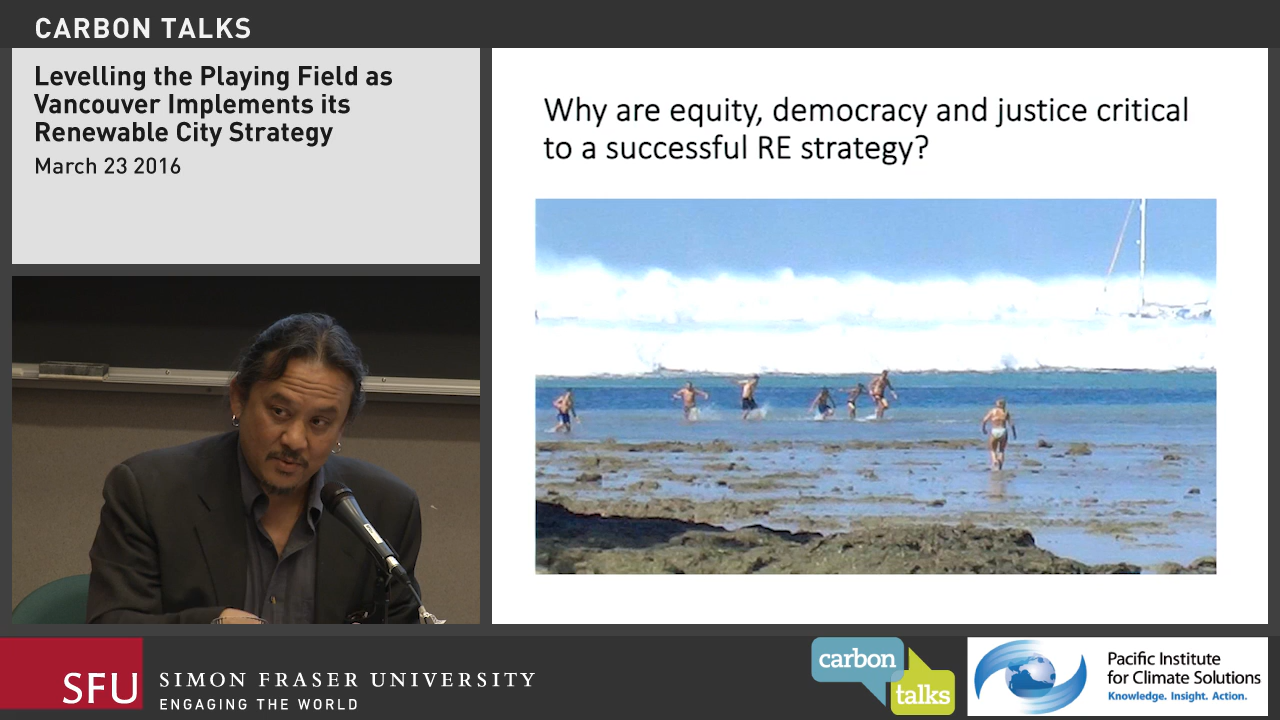 CARBON TALKS
Levelling the Playing Field as
Vancouver Implements its
Renewable City Strategy
March 23 2016
Why are equity, democracy and justice critical
to a successful RE strategy?
SFU
SIMON FRASER UNIVERSITY
ENGAGING THE WORLD
carbon
talks
Pacific Institute
for Climate Solutions
Knowledge. Insight. Action.